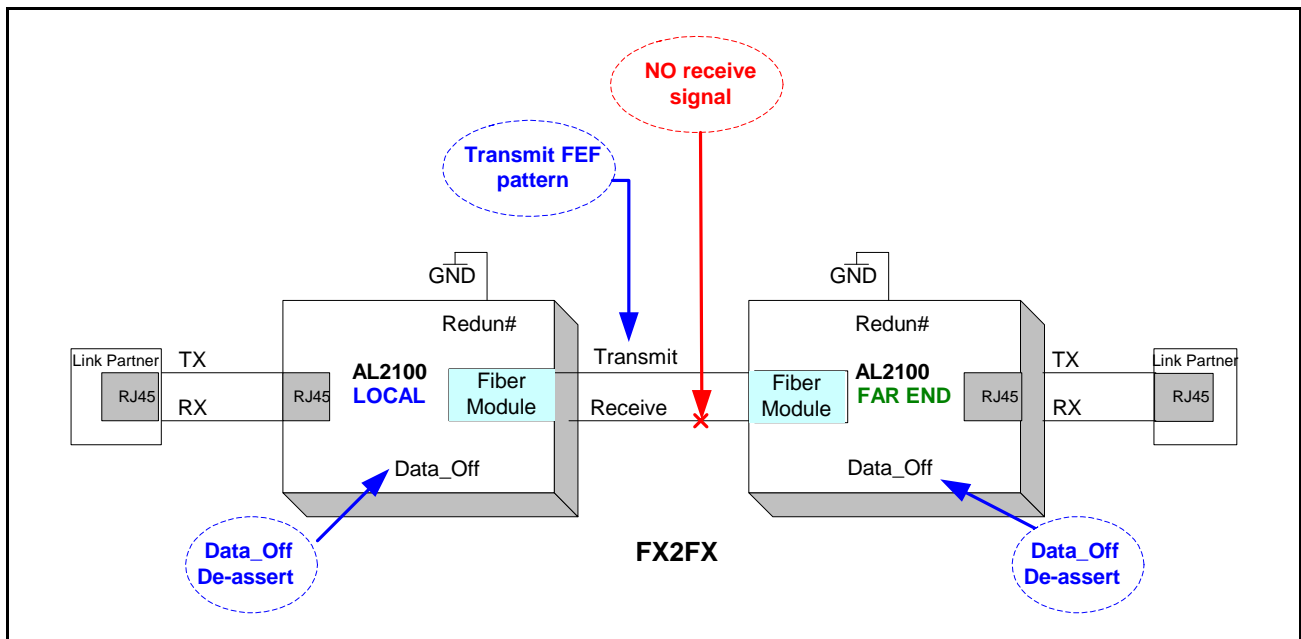 NO receive
signal
Transmit FEF
pattern
GND
GND
Redun#
Redun#
Link Partner
TX
RJ45
RX
RJ45
AL2100
LOCAL
Fiber
Module
Transmit
Receive
Fiber
Module
AL2100
FAR END
RJ45
TX
RX
Link Partner
RJ45
Data_Off
Data_Off
Data_Off
De-assert
FX2FX
Data_Off
De-assert